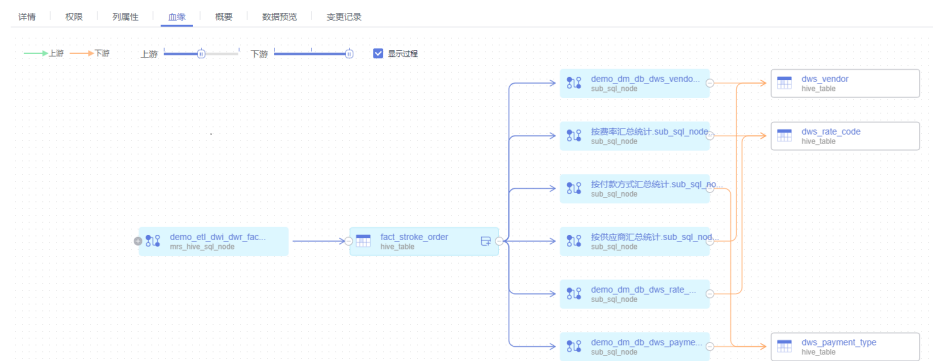 详情 权限 列属性 血缘 概要 数据预览 变更记录
上游 下游 上游 下游 显示过程
demo_dm_db_dws_vendo...
sub_sql_node
dws_vendor
hive_table
按费率汇总统计.sub_sql_node
sub_sql_node
dws_rate_code
hive_table
按付款方式汇总统计.sub_sql_no...
sub_sql_node
demo_etl_dwi_dwr_fac...
mrs_hive_sql_node
fact_stroke_order
hive_table
按供应商汇总统计.sub_sql_nod...
sub_sql_node
demo_dm_db_dws_rate_...
sub_sql_node
demo_dm_db_dws_payme...
sub_sql_node
dws_payment_type
hive_table